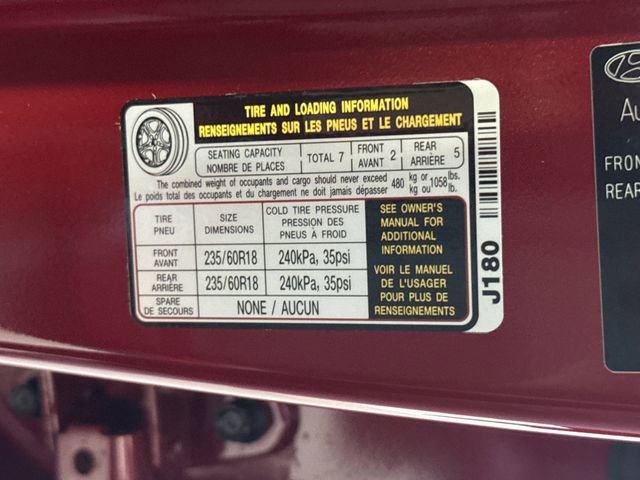 TIRE AND LOADING INFORMATION
RENSEIGNEMENTS SUR LES PNEUS ET LE CHARGEMENT
SEATING CAPACITY
NOMBRE DE PLACES
TOTAL 7
FRONT
AVANT 2
REAR
ARRIÈRE 5
The combined weight of occupants and cargo should never exceed 480 kg or 1058 lbs.
Le poids total des occupants et du chargement ne doit jamais dépasser 480 kg ou 1058 lb.
TIRE
PNEU
SIZE
DIMENSIONS
COLD TIRE PRESSURE
PRESSION DES
PNEUS À FROID
SEE OWNER'S
MANUAL FOR
ADDITIONAL
INFORMATION
FRONT
AVANT
235/60R18
240kPa, 35psi
REAR
ARRIÈRE
235/60R18
240kPa, 35psi
VOIR LE MANUEL
DE L'USAGER
POUR PLUS DE
RENSEIGNEMENTS
SPARE
DE SECOURS
NONE / AUCUN
J180
Au
FRON
REAR